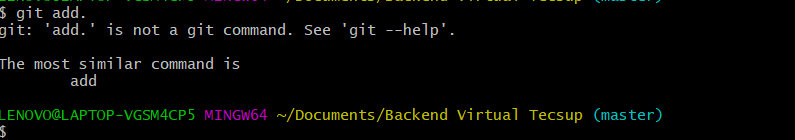 $ git add.
git: 'add.' is not a git command. See 'git --help'.
The most similar command is
add
LENOVO@LAPTOP-VGSM4CP5 MINGW64 ~/Documents/Backend Virtual Tecsup (master)
$